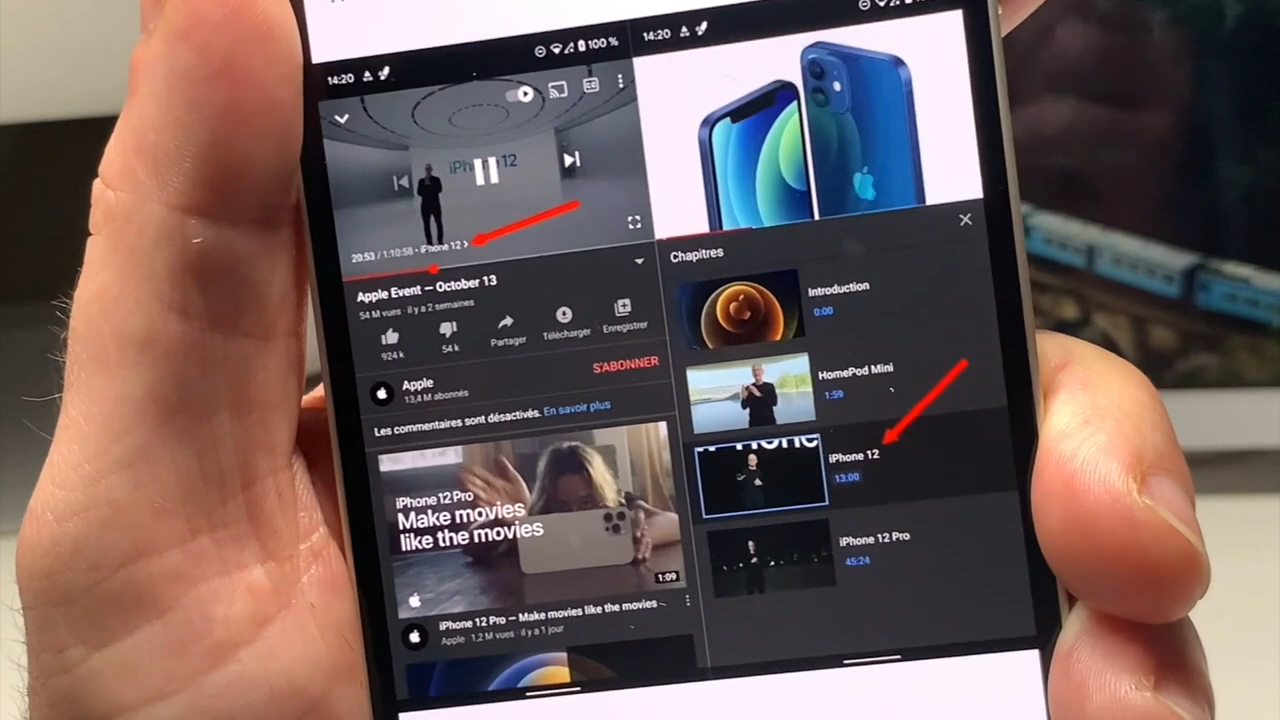 14:20
100 %
iPhone 12
20:53 / 1:10:58 • iPhone 12 >
Apple Event – October 13
54 M vues · il y a 2 semaines
924 k
54 k
Partager
Télécharger
Enregistrer
Apple
13,4 M abonnés
S'ABONNER
Les commentaires sont désactivés. En savoir plus
iPhone 12 Pro
Make movies
like the movies
1:09
iPhone 12 Pro – Make movies like the movies
Apple · 1,2 M vues · il y a 1 jour
14:20
Chapitres
Introduction
0:00
HomePod Mini
1:59
iPhone 12
13:00
iPhone 12 Pro
45:24